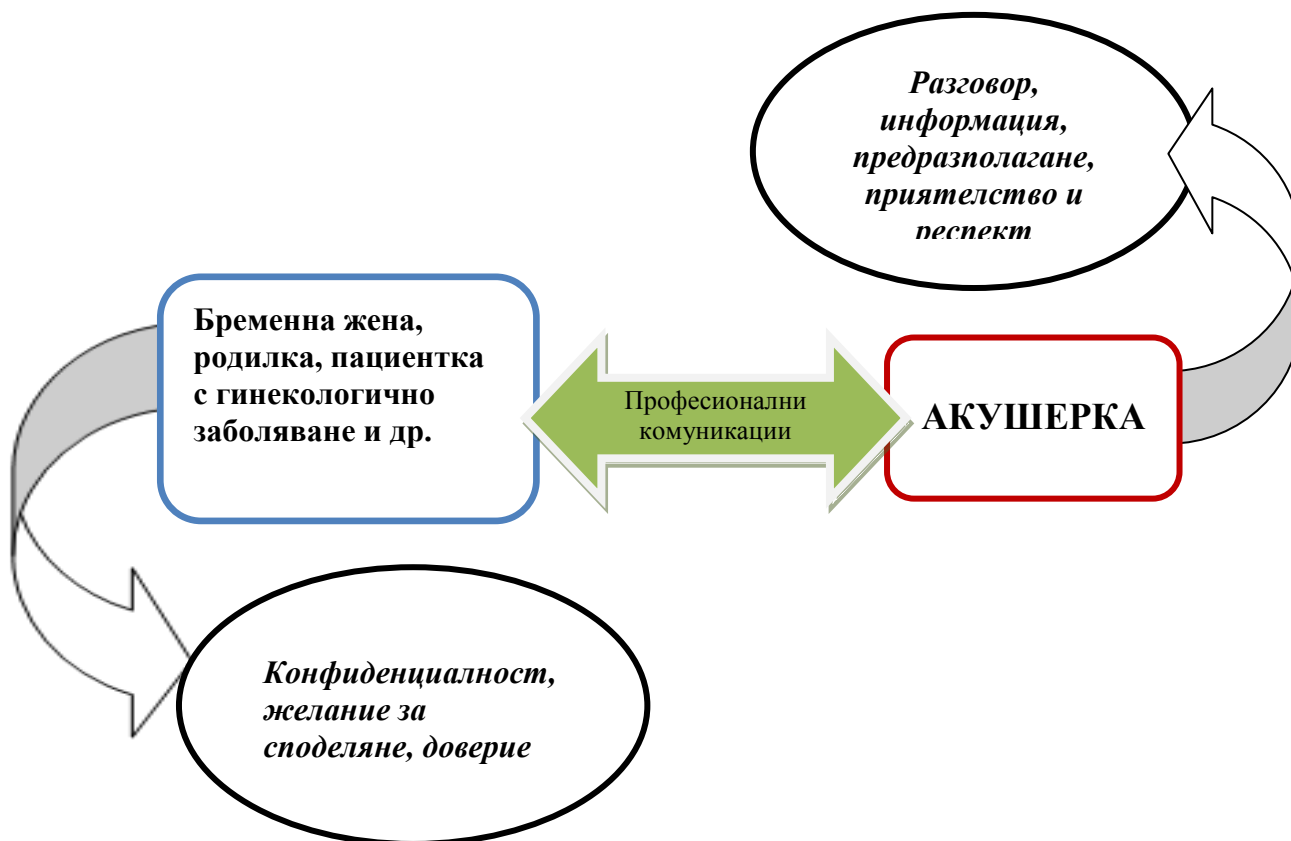 Разговор,
информация,
предразполагане,
приятелство и
респект
Бременна жена,
родилка, пациентка
с гинекологично
заболяване и др.
Професионални
комуникации
АКУШЕРКА
Конфиденциалност,
желание за
споделяне, доверие